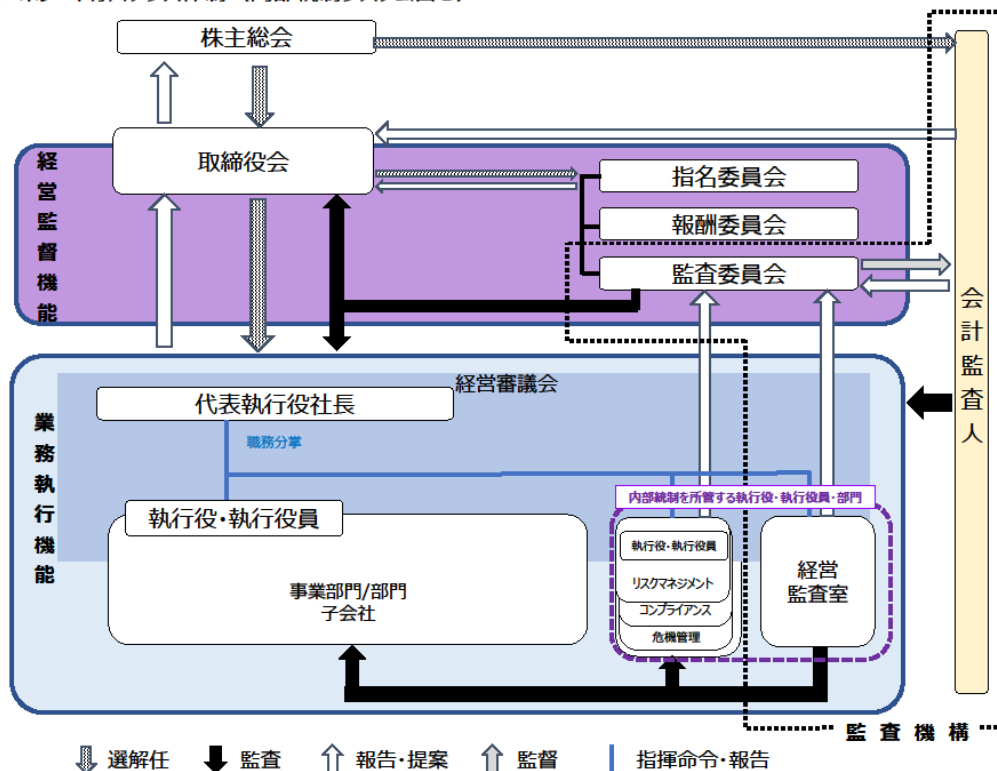 株主総会
取締役会
経営監督機能
指名委員会
報酬委員会
監査委員会
会計監査人
経営審議会
代表執行役社長
職務分掌
業務執行機能
内部統制を所管する執行役・執行役員・部門
執行役・執行役員
事業部門/部門
子会社
執行役・執行役員
リスクマネジメント
コンプライアンス
危機管理
経営
監査室
監査機構
選解任
監査
報告・提案
監督
指揮命令・報告